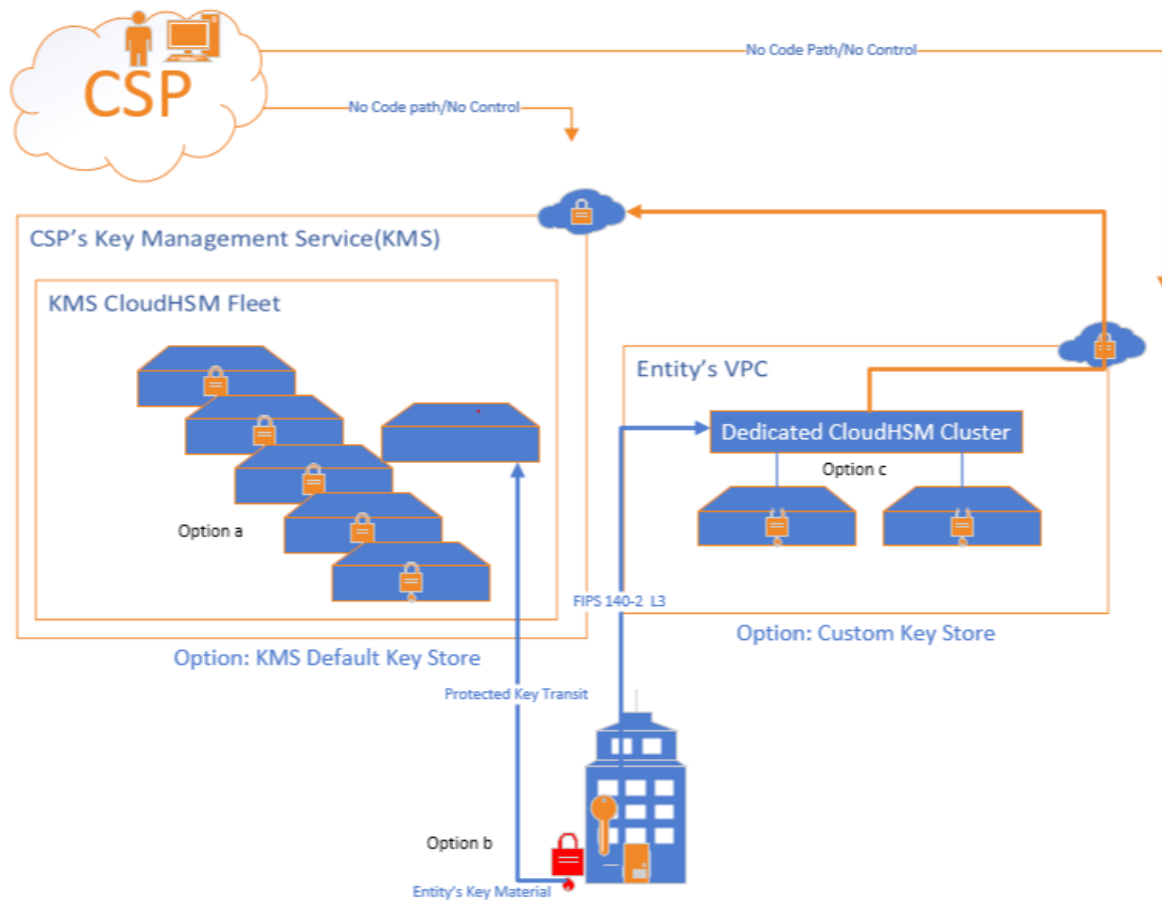 No Code Path/No Control
CSP
No Code path/No Control
CSP's Key Management Service(KMS)
KMS CloudHSM Fleet
Entity's VPC
Dedicated CloudHSM Cluster
Option c
Option a
FIPS 140-2 L3
Option: Custom Key Store
Option: KMS Default Key Store
Protected Key Transit
Option b
Entity's Key Material